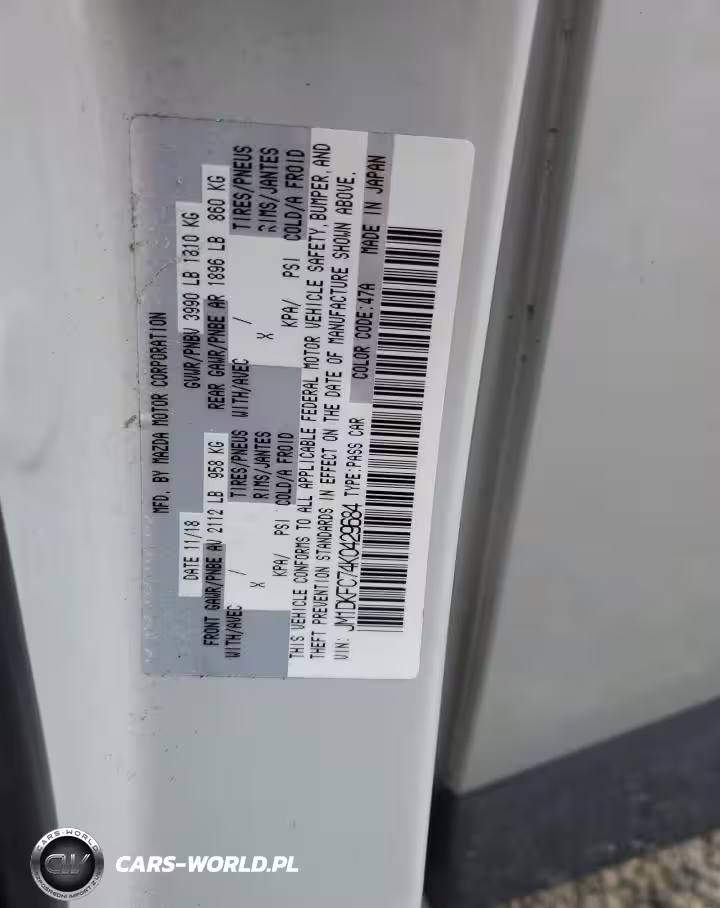 MFD. BY MAZDA MOTOR CORPORATION
DATE 11/18 GVWR/PNBV 3990 LB 1810 KG
FRONT GAWR/PNBE AV 2112 LB 958 KG REAR GAWR/PNBE AR 1896 LB 860 KG
WITH/AVEC TIRES/PNEUS WITH/AVEC TIRES/PNEUS
X / RIMS/JANTES X / RIMS/JANTES
KPA/ PSI COLD/A FROID KPA/ PSI COLD/A FROID
THIS VEHICLE CONFORMS TO ALL APPLICABLE FEDERAL MOTOR VEHICLE SAFETY, BUMPER, AND
THEFT PREVENTION STANDARDS IN EFFECT ON THE DATE OF MANUFACTURE SHOWN ABOVE.
VIN: JM1DKFC74K0429684 TYPE:PASS CAR COLOR CODE:47A MADE IN JAPAN
CARS-WORLD
CW
CARS-WORLD.PL